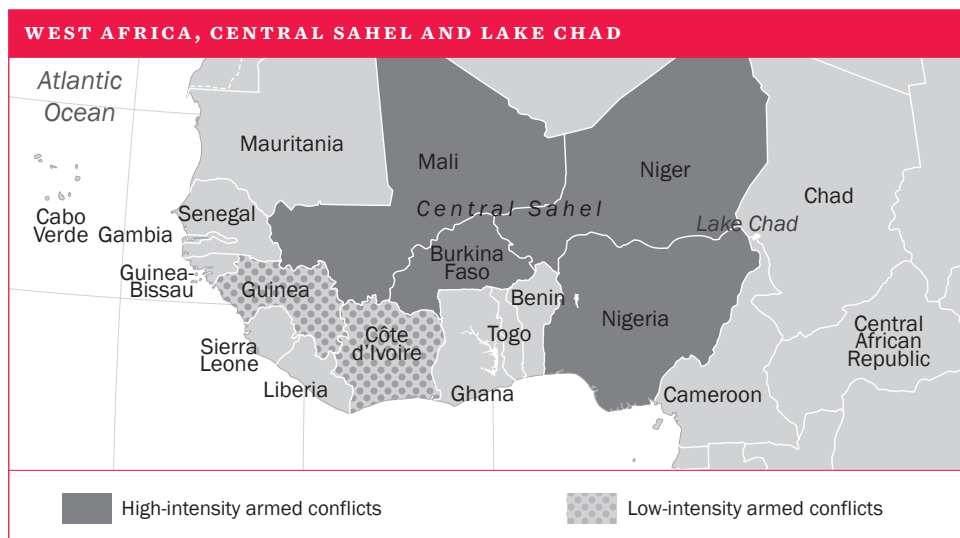 WEST AFRICA, CENTRAL SAHEL AND LAKE CHAD
Atlantic
Ocean
Mauritania
Mali
Niger
Chad
Central Sahel
Lake Chad
Cabo
Verde
Senegal
Gambia
Guinea-
Bissau
Guinea
Burkina
Faso
Benin
Togo
Nigeria
Côte
d'Ivoire
Sierra
Leone
Liberia
Ghana
Cameroon
Central
African
Republic
High-intensity armed conflicts
Low-intensity armed conflicts